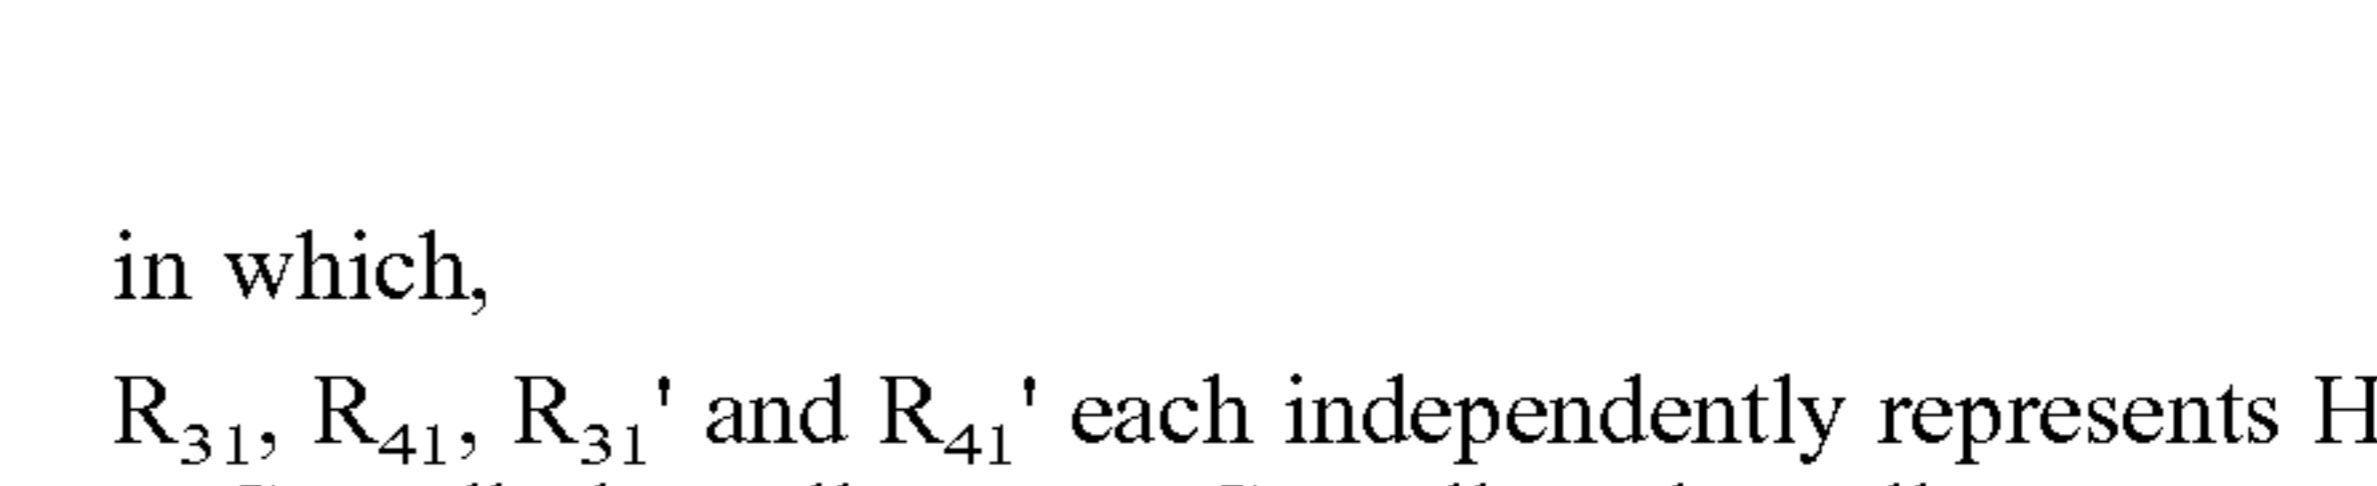 in which,
R₃₁, R₄₁, R₃₁' and R₄₁' each independently represents H